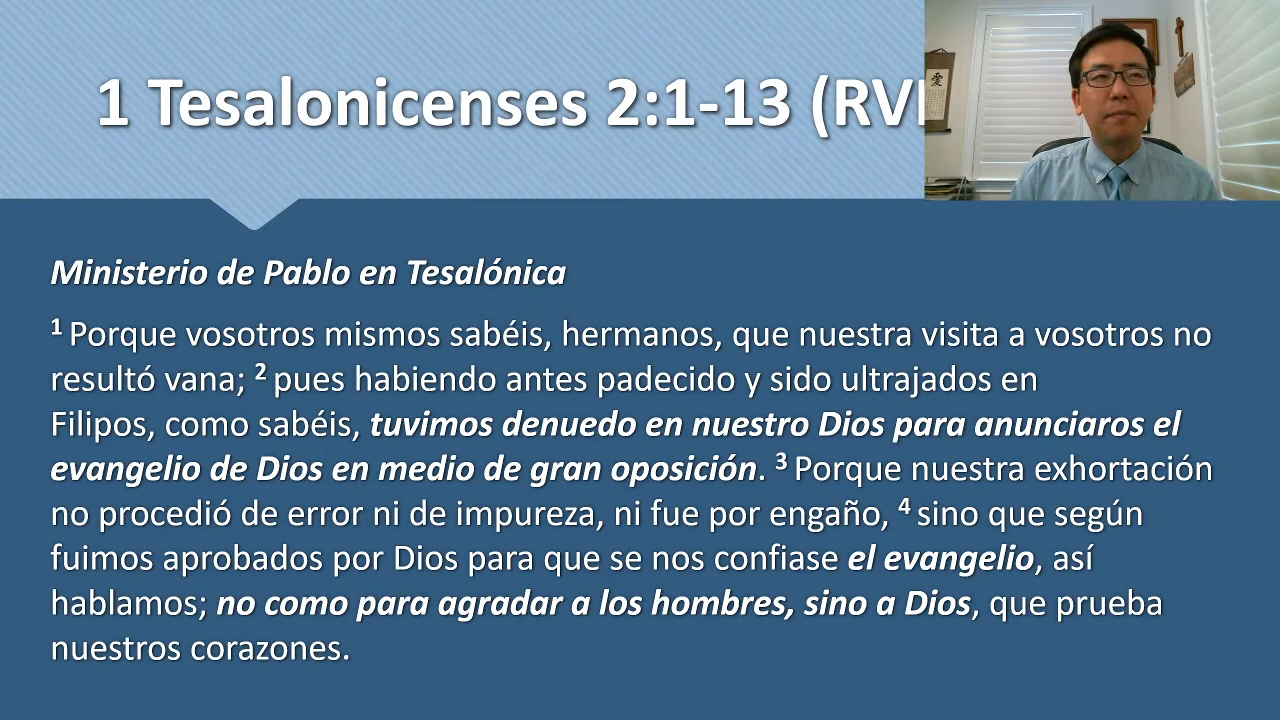 1 Tesalonicenses 2:1-13 (RV
愛
Ministerio de Pablo en Tesalónica
1 Porque vosotros mismos sabéis, hermanos, que nuestra visita a vosotros no
resultó vana; 2 pues habiendo antes padecido y sido ultrajados en
Filipos, como sabéis, tuvimos denuedo en nuestro Dios para anunciaros el
evangelio de Dios en medio de gran oposición. 3 Porque nuestra exhortación
no procedió de error ni de impureza, ni fue por engaño, 4 sino que según
fuimos aprobados por Dios para que se nos confiase el evangelio, así
hablamos; no como para agradar a los hombres, sino a Dios, que prueba
nuestros corazones.